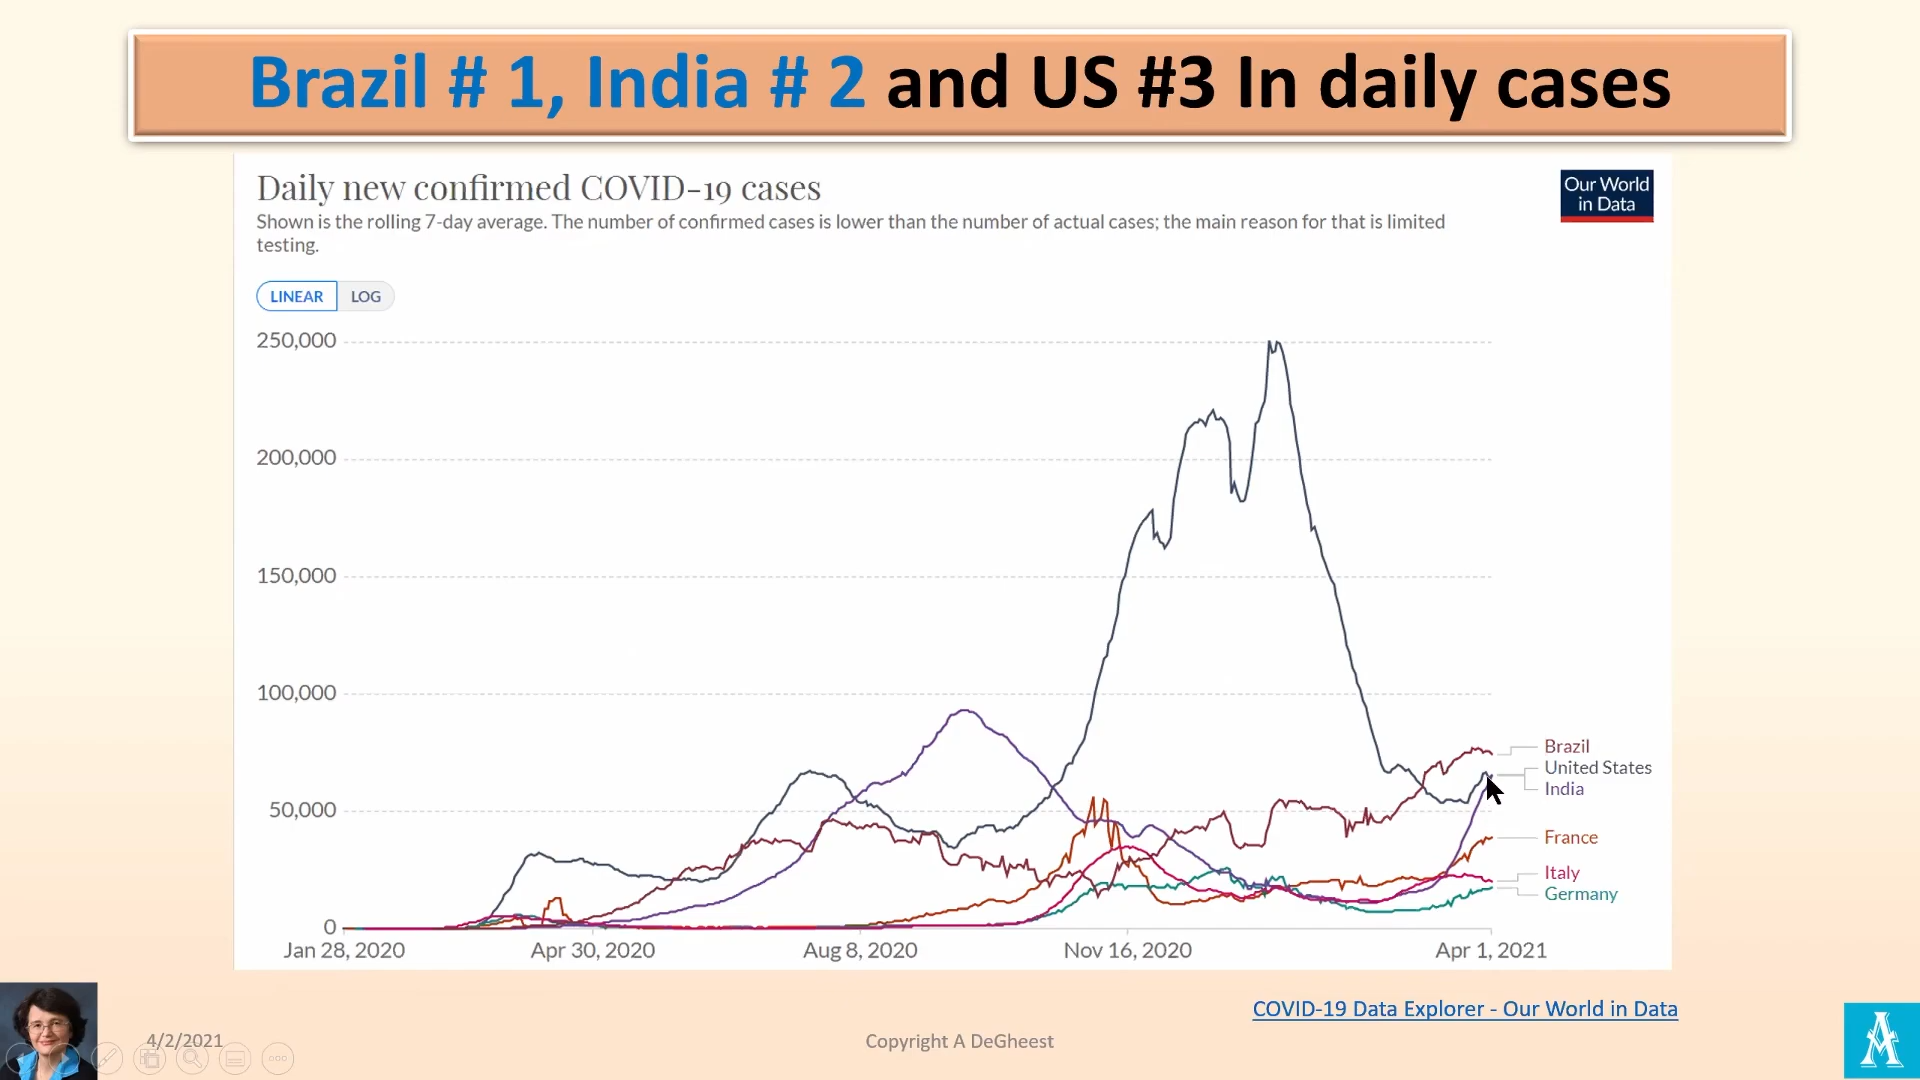 Brazil # 1, India # 2 and US #3 In daily cases
Daily new confirmed COVID-19 cases
Shown is the rolling 7-day average. The number of confirmed cases is lower than the number of actual cases; the main reason for that is limited
testing.
Our World
in Data
LINEAR LOG
250,000
200,000
150,000
100,000
50,000
0
Brazil
United States
India
France
Italy
Germany
Jan 28, 2020 Apr 30, 2020 Aug 8, 2020 Nov 16, 2020 Apr 1, 2021
COVID-19 Data Explorer - Our World in Data
4/2/2021
Copyright A DeGheest
A